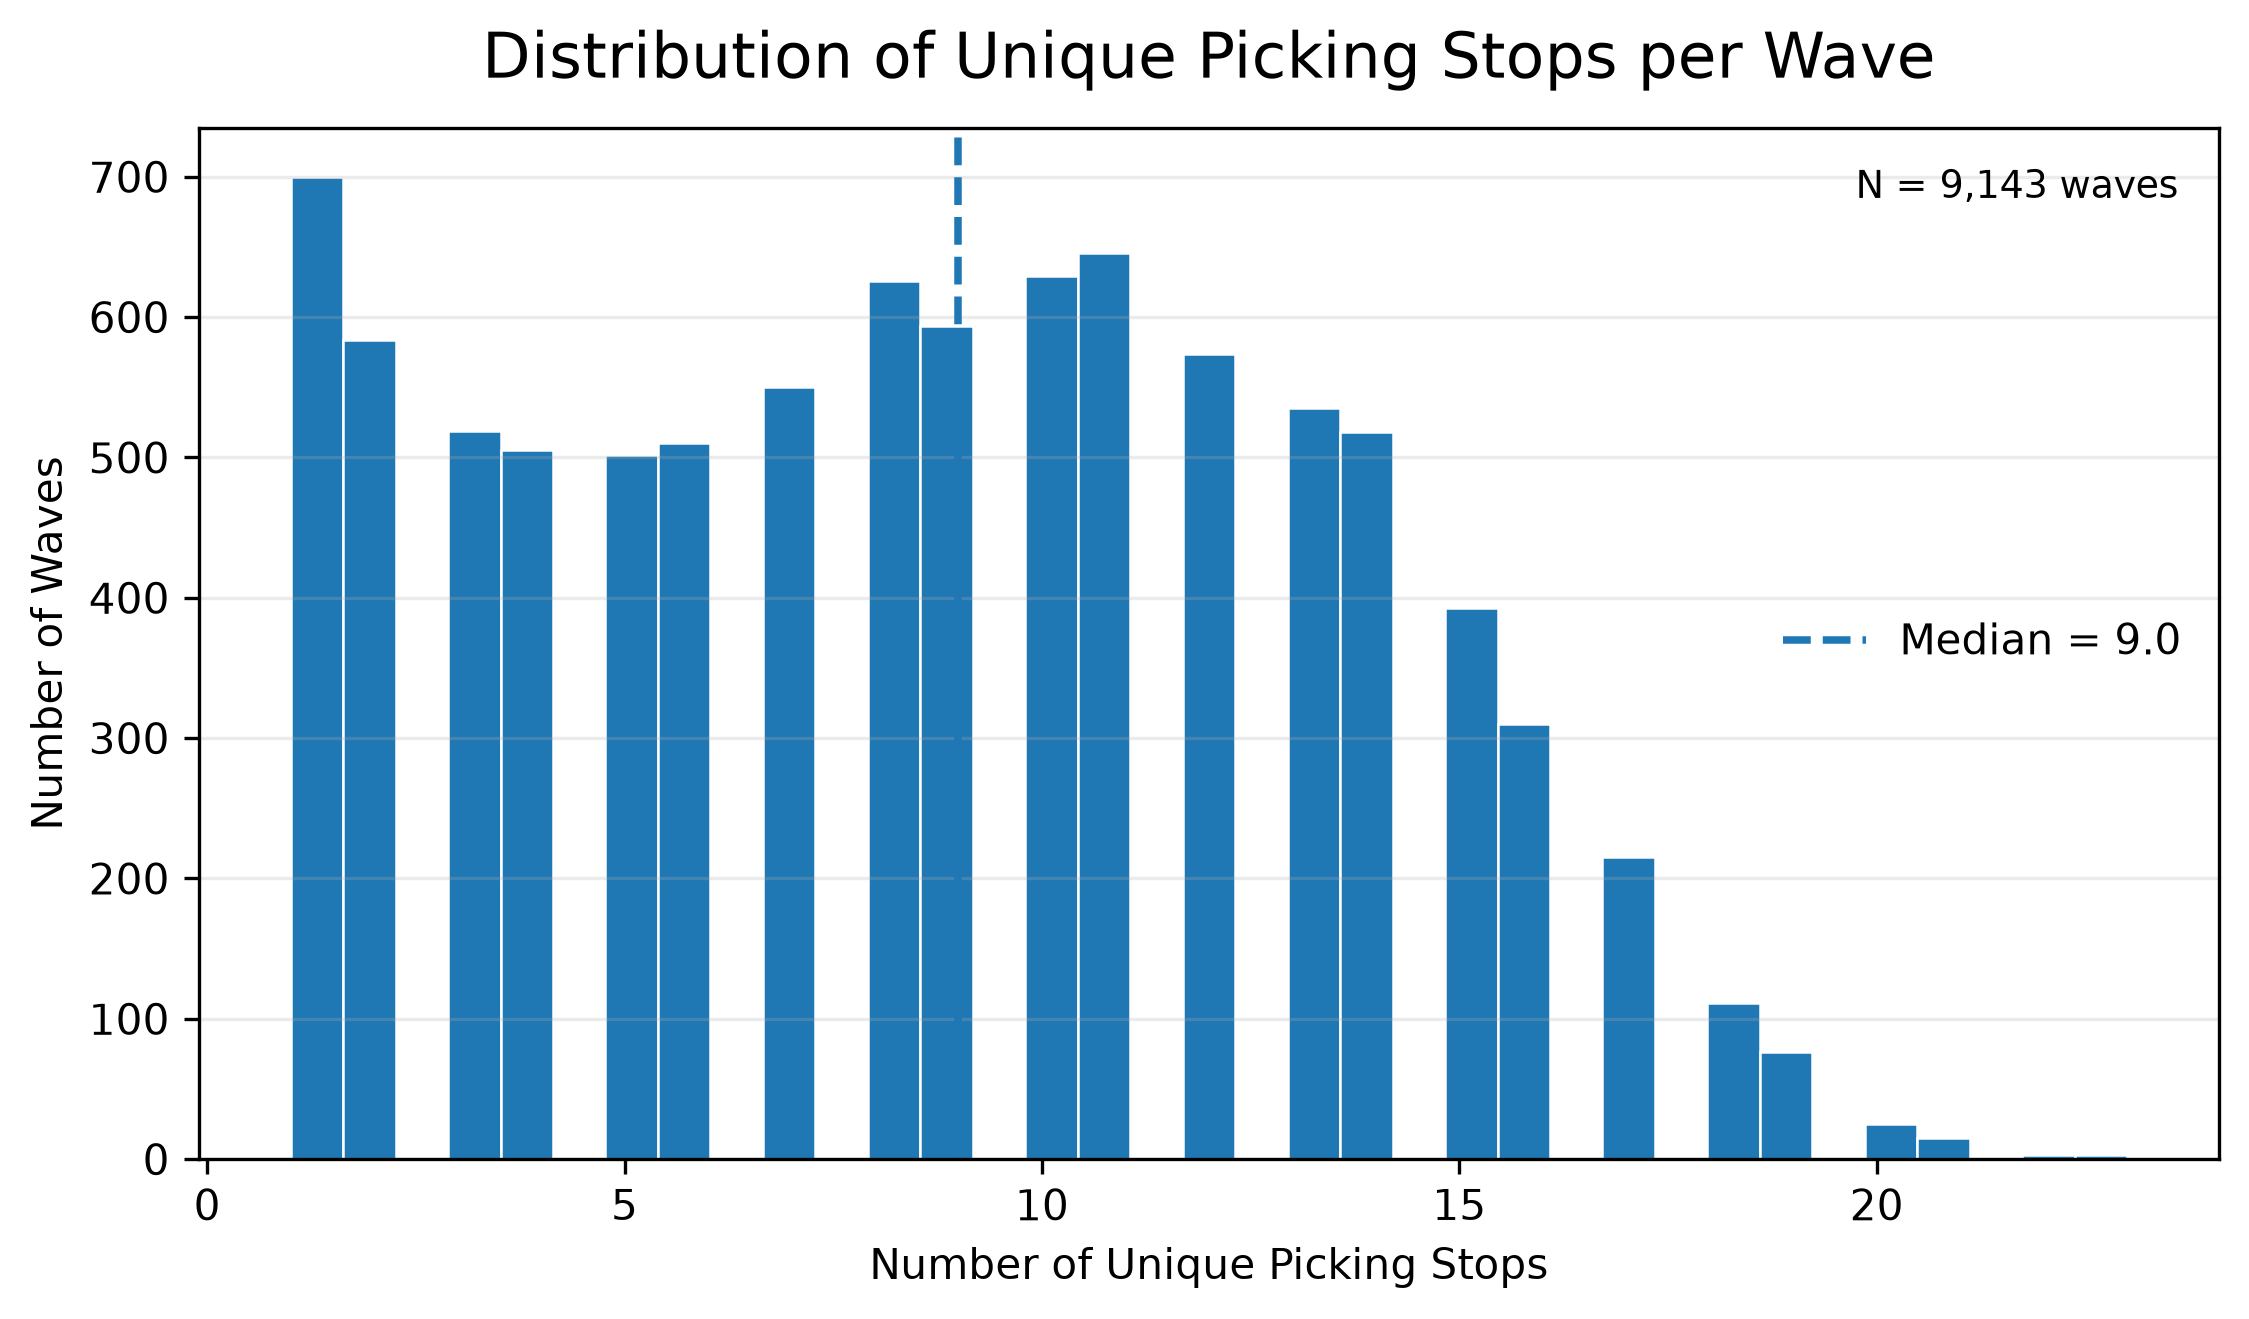 Distribution of Unique Picking Stops per Wave
N = 9,143 waves
Median = 9.0
Number of Waves
700
600
500
400
300
200
100
0
0 5 10 15 20
Number of Unique Picking Stops